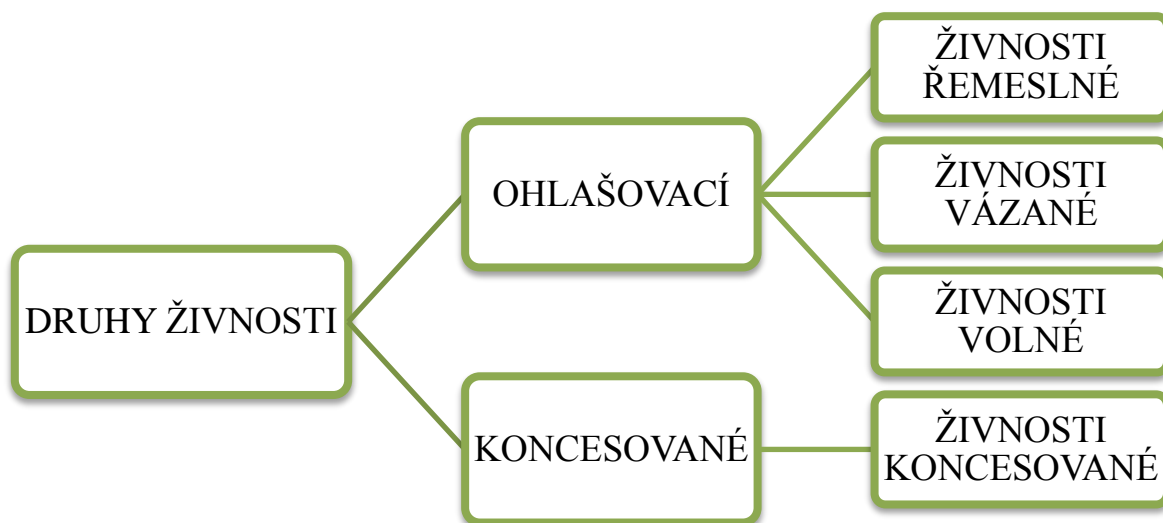 DRUHY ŽIVNOSTI
OHLAŠOVACÍ
KONCESOVANÉ
ŽIVNOSTI
ŘEMESLNÉ
ŽIVNOSTI
VÁZANÉ
ŽIVNOSTI
VOLNÉ
ŽIVNOSTI
KONCESOVANÉ